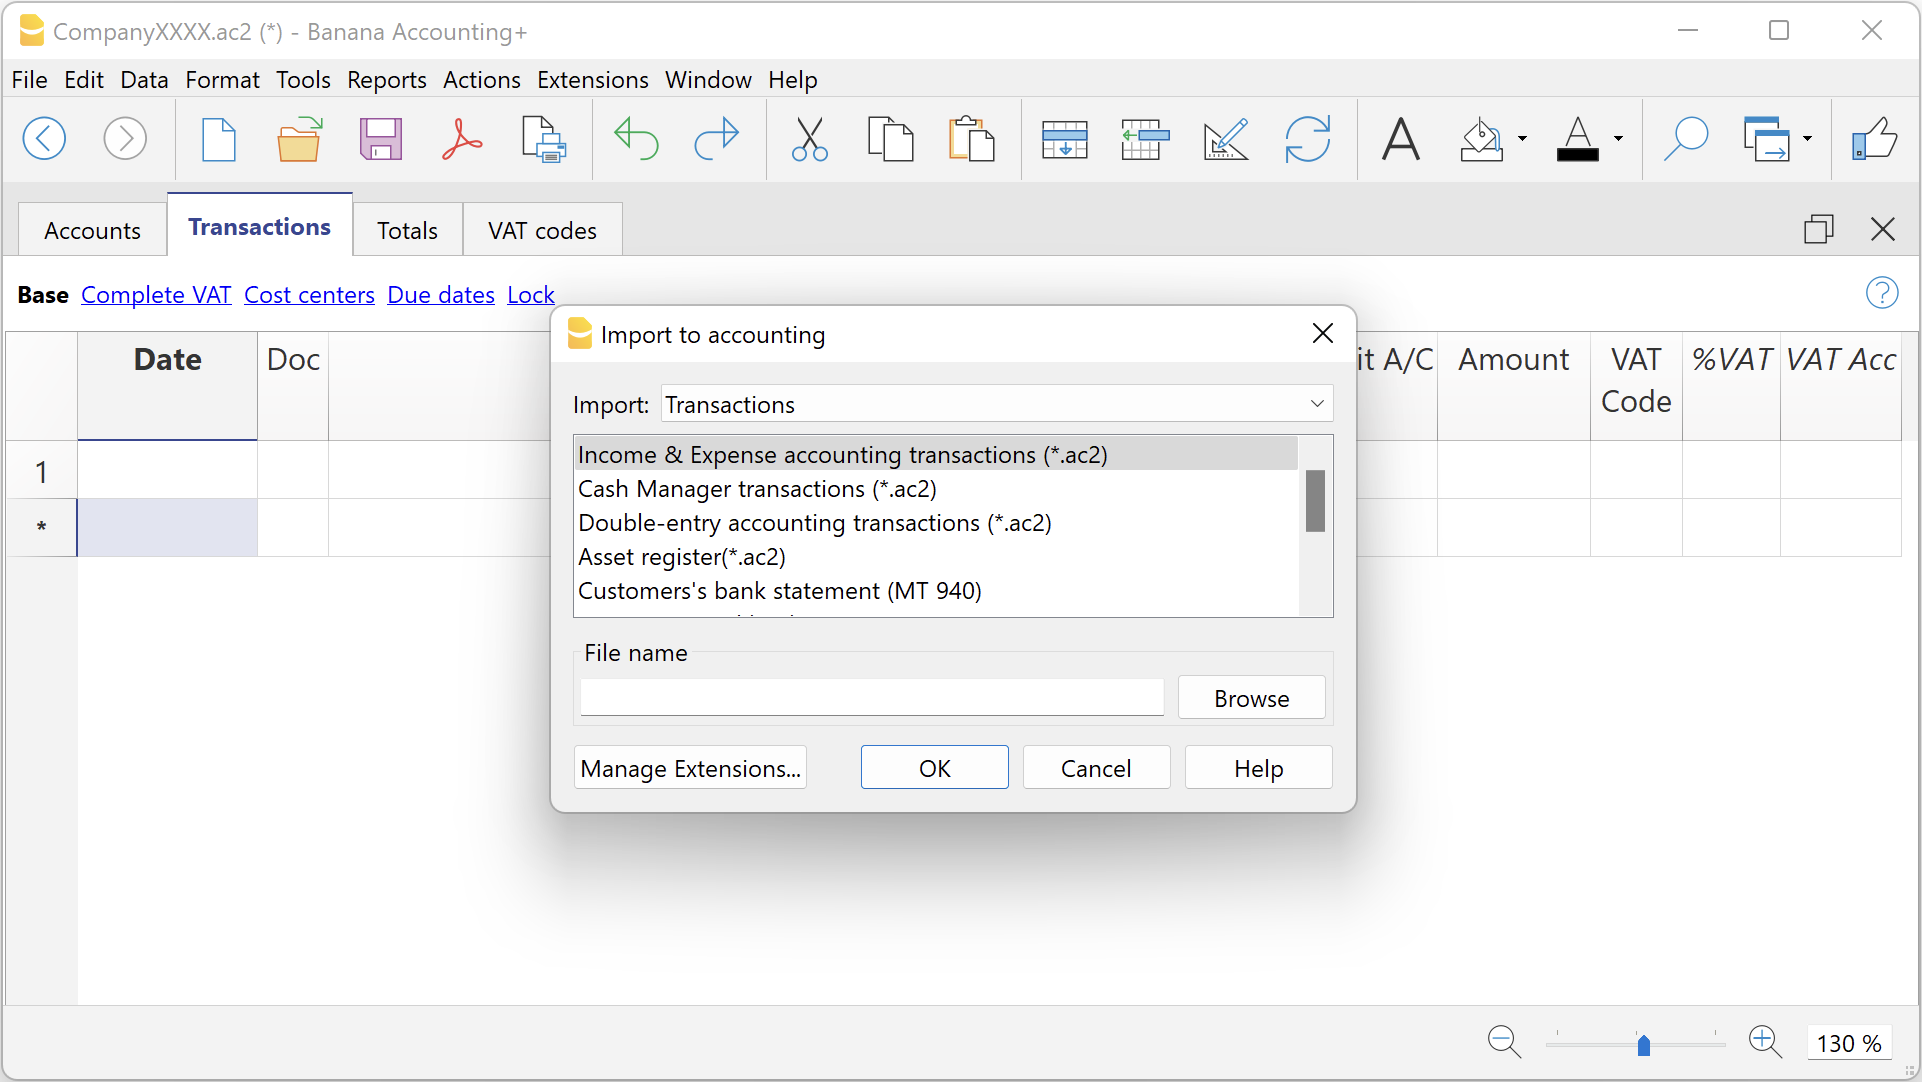 CompanyXXXX.ac2 (*) - Banana Accounting+
File Edit Data Format Tools Reports Actions Extensions Window Help
Accounts Transactions Totals VAT codes
Base Complete VAT Cost centers Due dates Lock
Import to accounting
Date Doc it A/C Amount VAT Code %VAT VAT Acc
Import: Transactions
1
*
Income & Expense accounting transactions (*.ac2)
Cash Manager transactions (*.ac2)
Double-entry accounting transactions (*.ac2)
Asset register(*.ac2)
Customers's bank statement (MT 940)
File name
Browse
Manage Extensions... OK Cancel Help
130 %